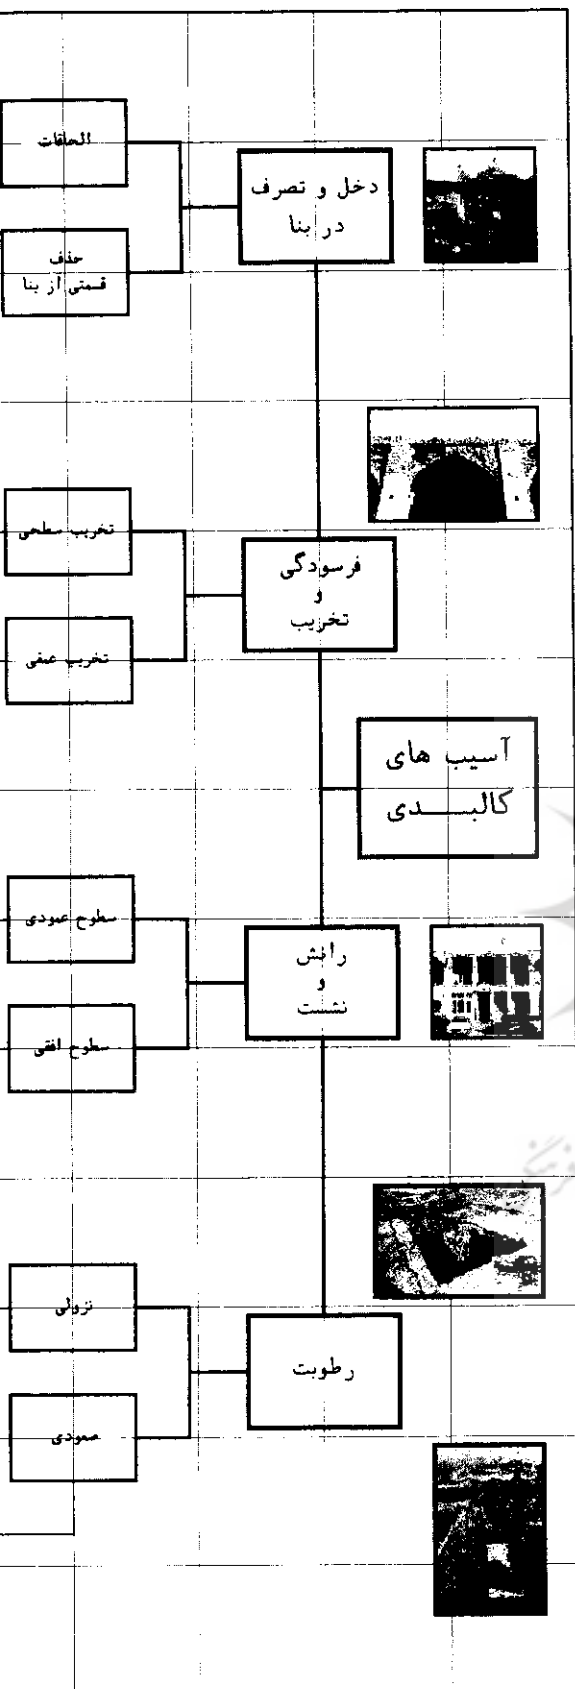 الحاقات
دخل و تصرف
در بنا
حذف
قسمتی از بنا
تخریب سطحی
فرسودگی
و
تخریب
تخریب عمقی
آسیب های
کالبدی
سطوح عمودی
رانش
و
نشست
سطوح افقی
نزولی
رطوبت
صعودی